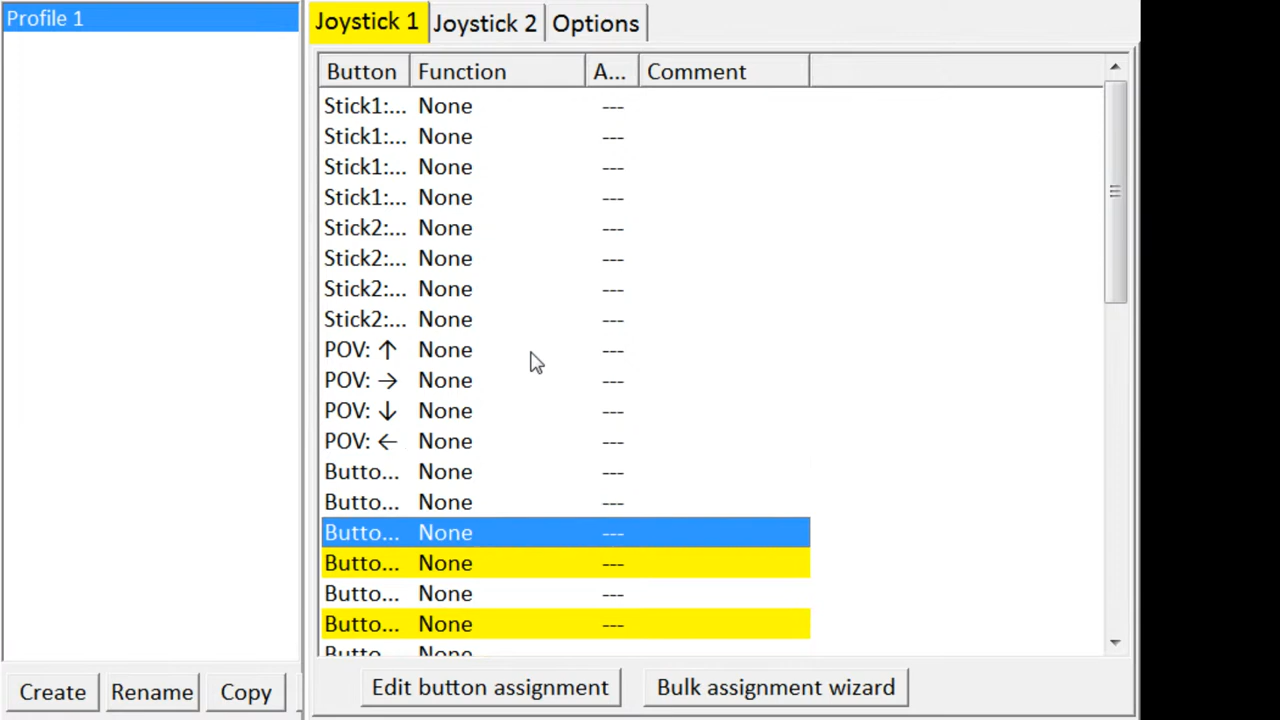 Profile 1
Joystick 1 Joystick 2 Options
Button Function A... Comment
Stick1:... None ---
Stick1:... None ---
Stick1:... None ---
Stick1:... None ---
Stick2:... None ---
Stick2:... None ---
Stick2:... None ---
Stick2:... None ---
POV: ↑ None ---
POV: → None ---
POV: ↓ None ---
POV: ← None ---
Butto... None ---
Butto... None ---
Butto... None ---
Butto... None ---
Butto... None ---
Butto... None ---
Butto... None ---
Create Rename Copy Edit button assignment Bulk assignment wizard